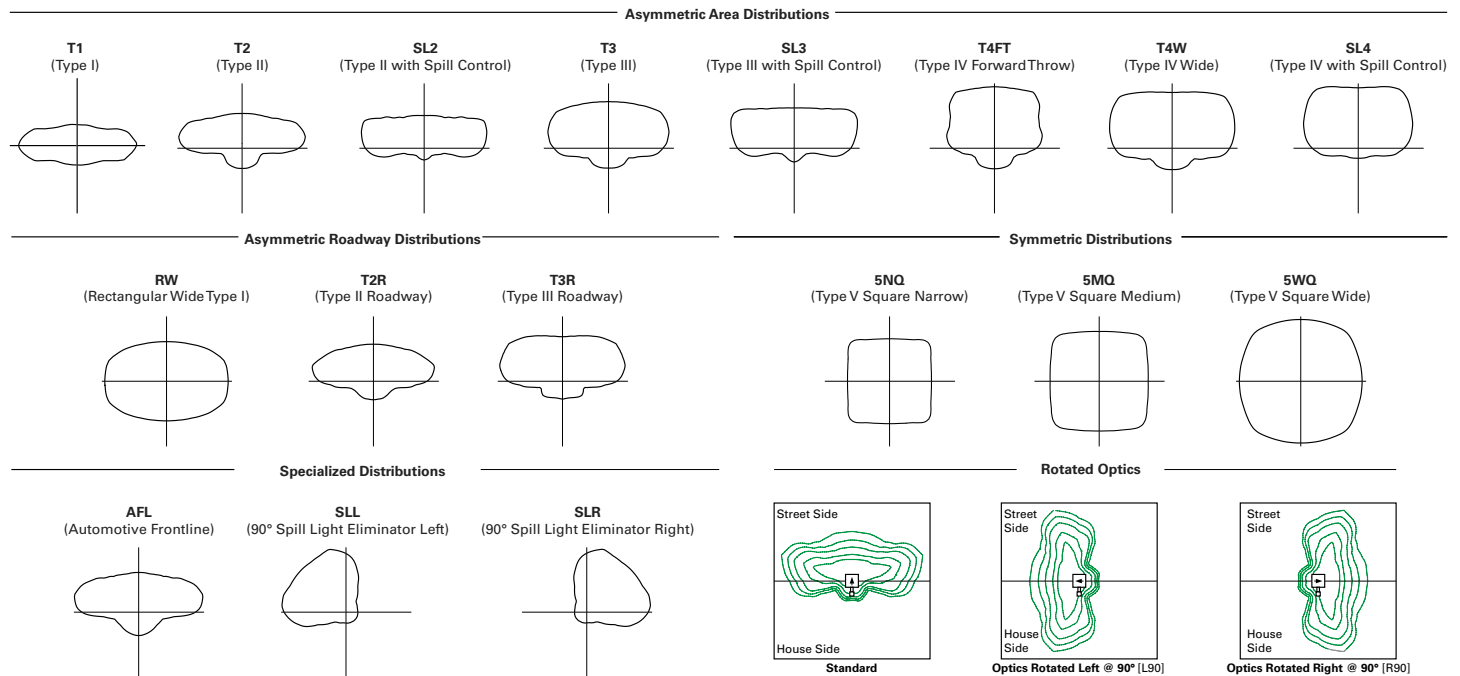 Asymmetric Area Distributions
T1
(Type I)
T2
(Type II)
SL2
(Type II with Spill Control)
T3
(Type III)
SL3
(Type III with Spill Control)
T4FT
(Type IV Forward Throw)
T4W
(Type IV Wide)
SL4
(Type IV with Spill Control)
Asymmetric Roadway Distributions
RW
(Rectangular Wide Type I)
T2R
(Type II Roadway)
T3R
(Type III Roadway)
Symmetric Distributions
5NQ
(Type V Square Narrow)
5MQ
(Type V Square Medium)
5WQ
(Type V Square Wide)
Specialized Distributions
AFL
(Automotive Frontline)
SLL
(90° Spill Light Eliminator Left)
SLR
(90° Spill Light Eliminator Right)
Rotated Optics
Street Side
House Side
Standard
Street
Side
House
Side
Optics Rotated Left @ 90° [L90]
Street
Side
House
Side
Optics Rotated Right @ 90° [R90]